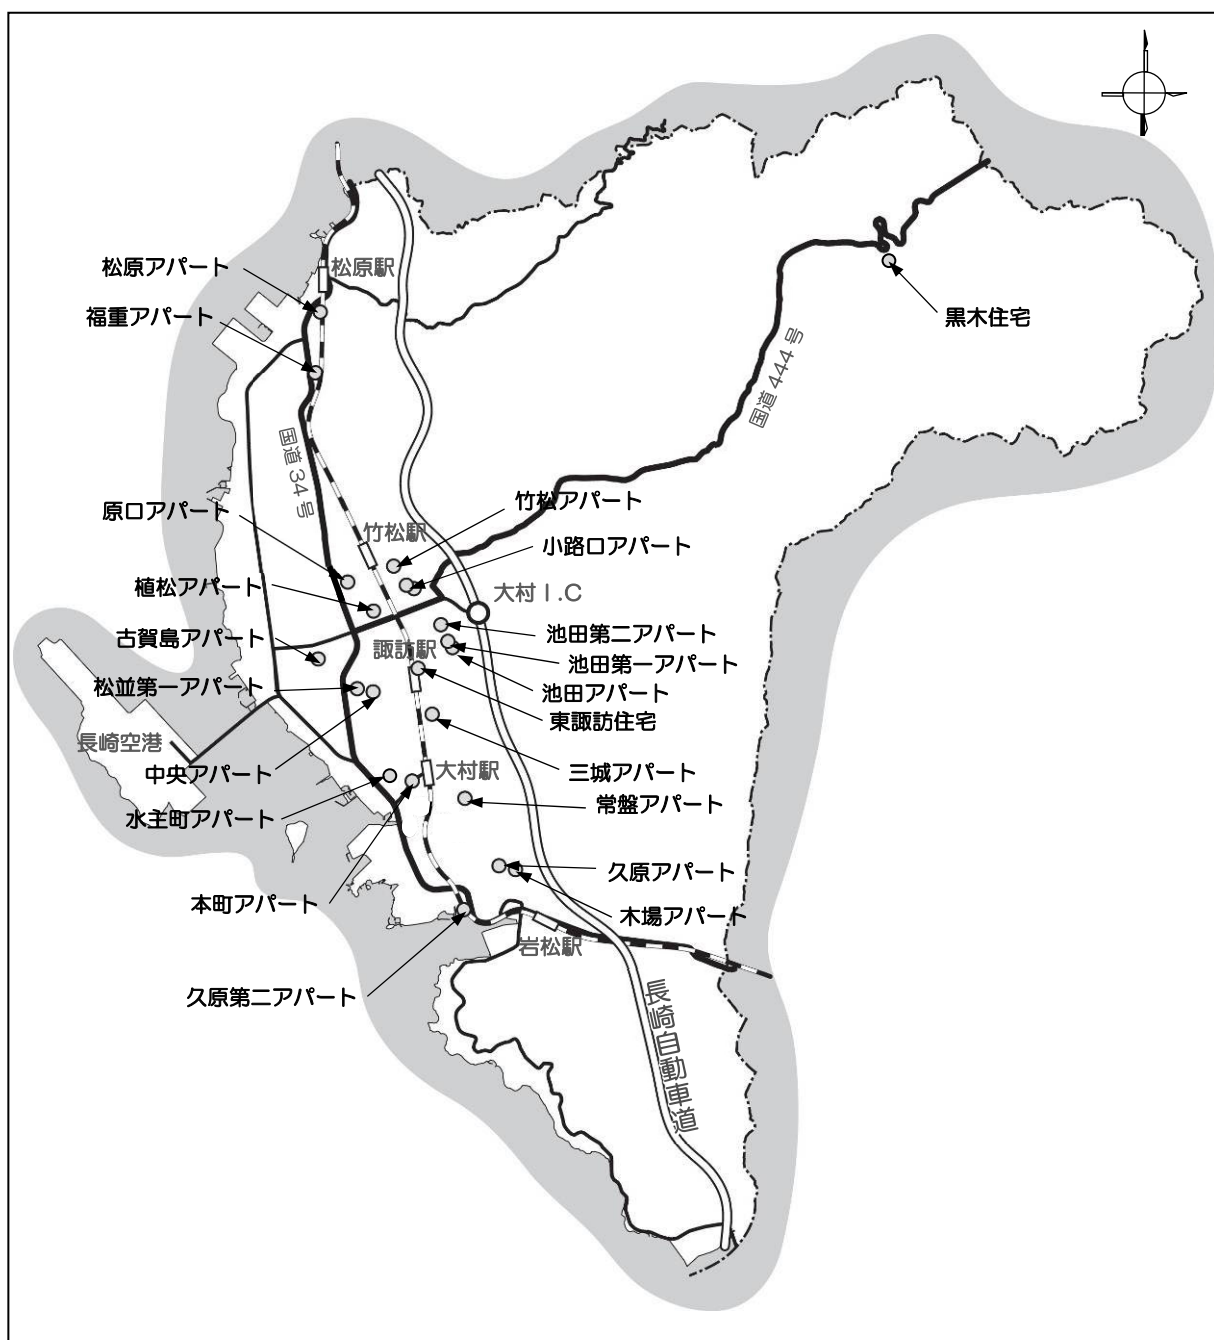 松原アパート
松原駅
福重アパート
黒木住宅
国道444号
国道34号
竹松アパート
原口アパート
竹松駅
小路口アパート
植松アパート
大村I.C
古賀島アパート
池田第二アパート
諏訪駅
池田第一アパート
松並第一アパート
池田アパート
東諏訪住宅
長崎空港
中央アパート
大村駅
三城アパート
常盤アパート
水主町アパート
久原アパート
本町アパート
木場アパート
岩松駅
久原第二アパート
長崎自動車道